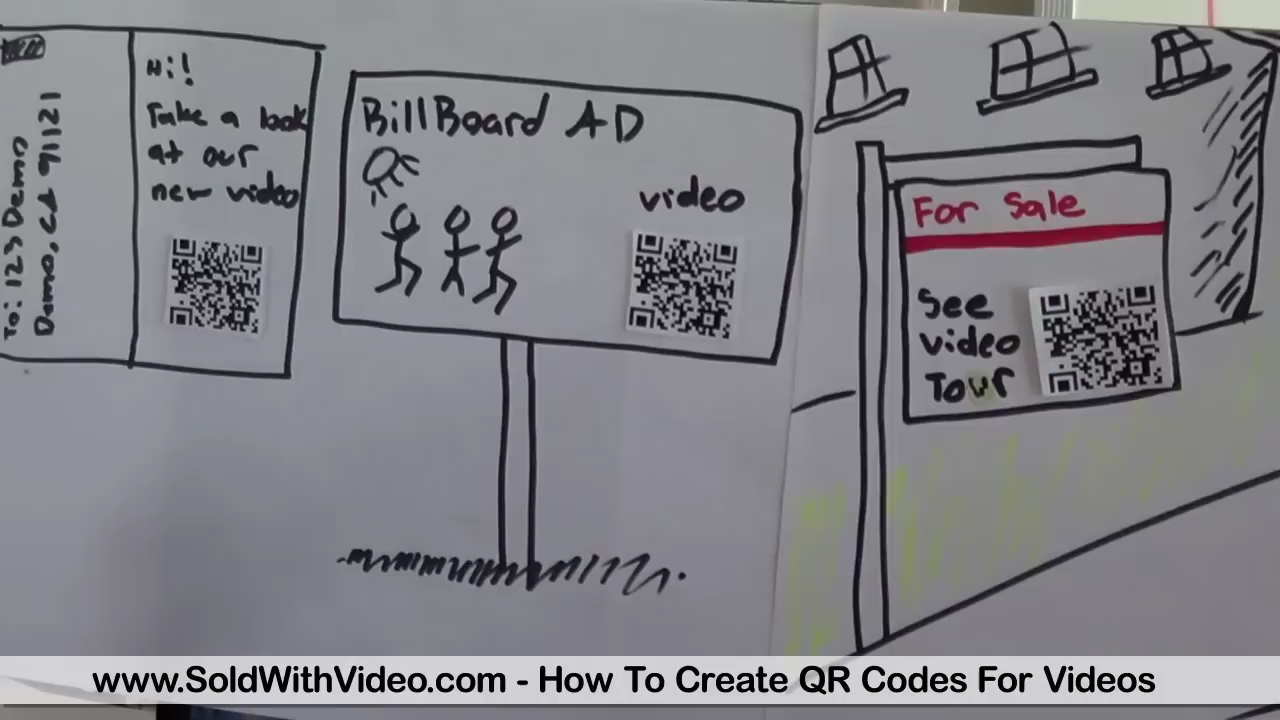 To: 123 Demo
Demo, CA 91121
Hi!
Take a look
at our
new video
BillBoard AD
video
For Sale
See
video
Tour
www.SoldWithVideo.com - How To Create QR Codes For Videos